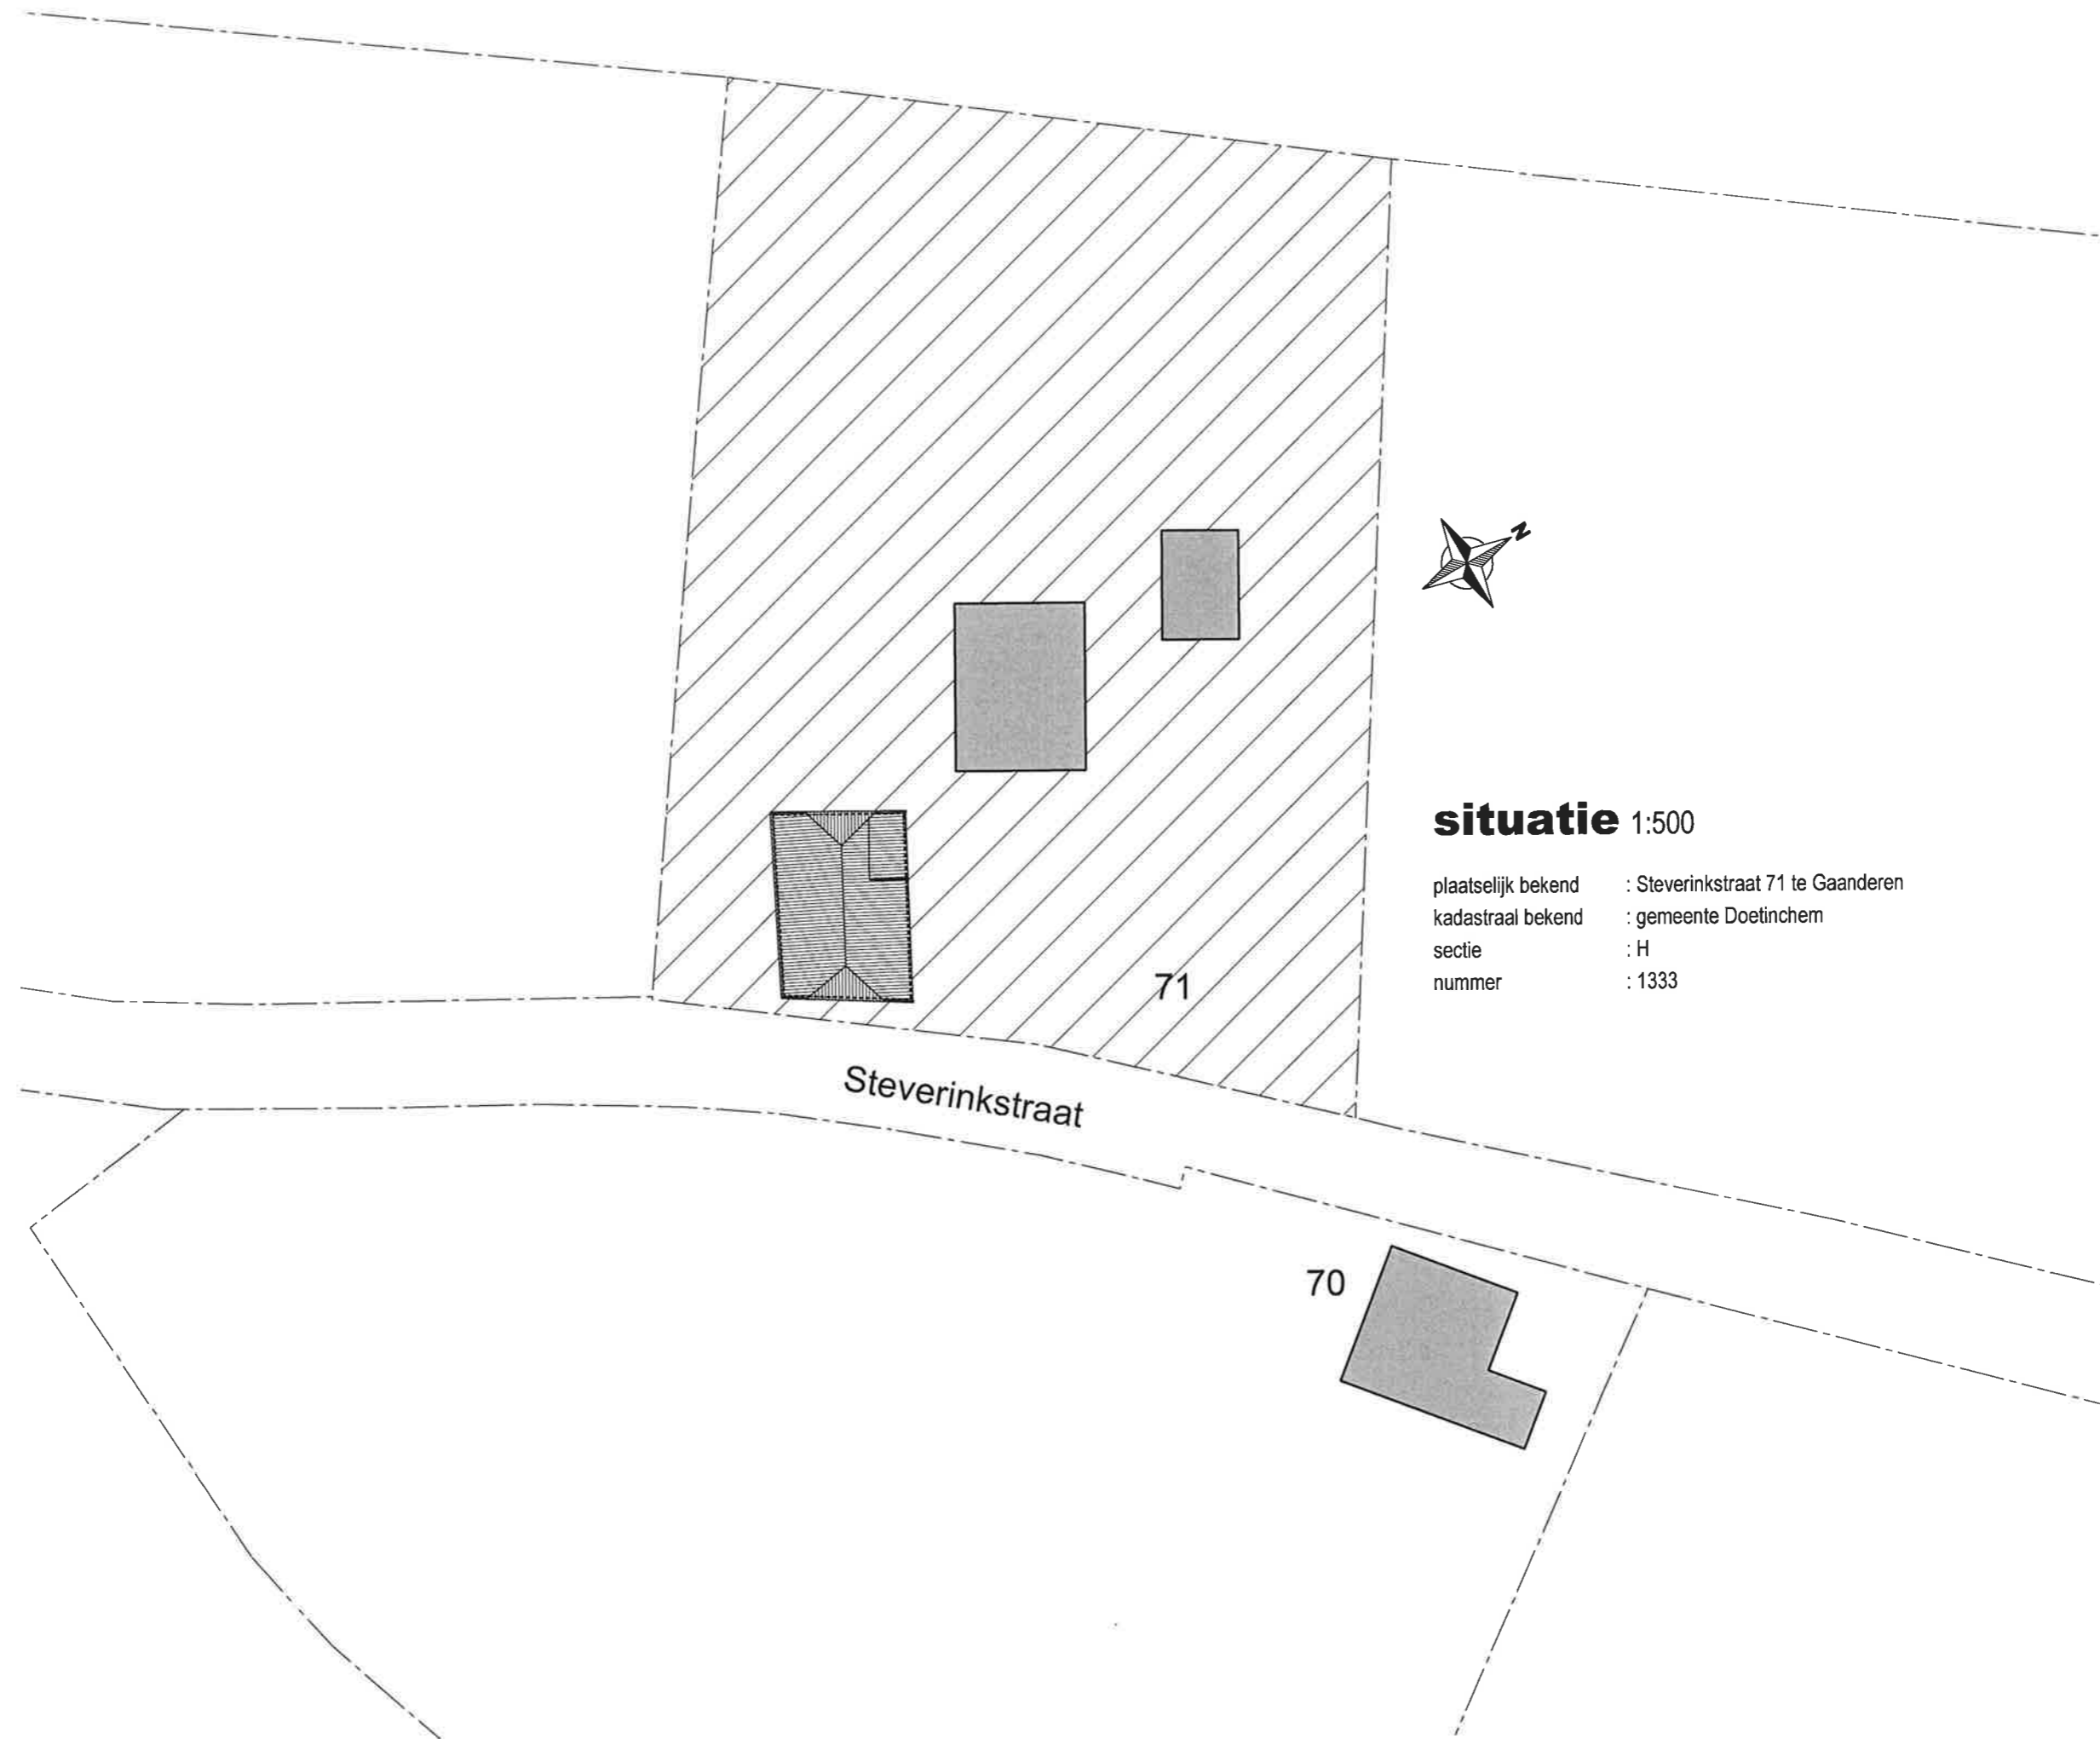 N
situatie 1:500
plaatselijk bekend : Steverinkstraat 71 te Gaanderen
kadastraal bekend : gemeente Doetinchem
sectie : H
nummer : 1333
71
Steverinkstraat
70